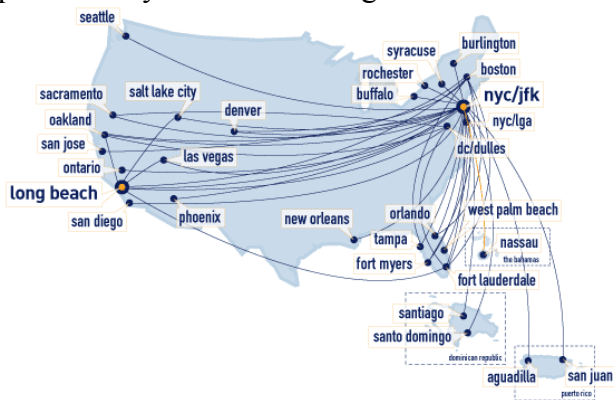 seattle
burlington
syracuse
boston
rochester
buffalo
nyc/jfk
nyc/lga
dc/dulles
sacramento
salt lake city
denver
oakland
san jose
las vegas
ontario
long beach
san diego
phoenix
new orleans
orlando
west palm beach
tampa
nassau
the bahamas
fort myers
fort lauderdale
santiago
santo domingo
dominican republic
aguadilla
san juan
puerto rico